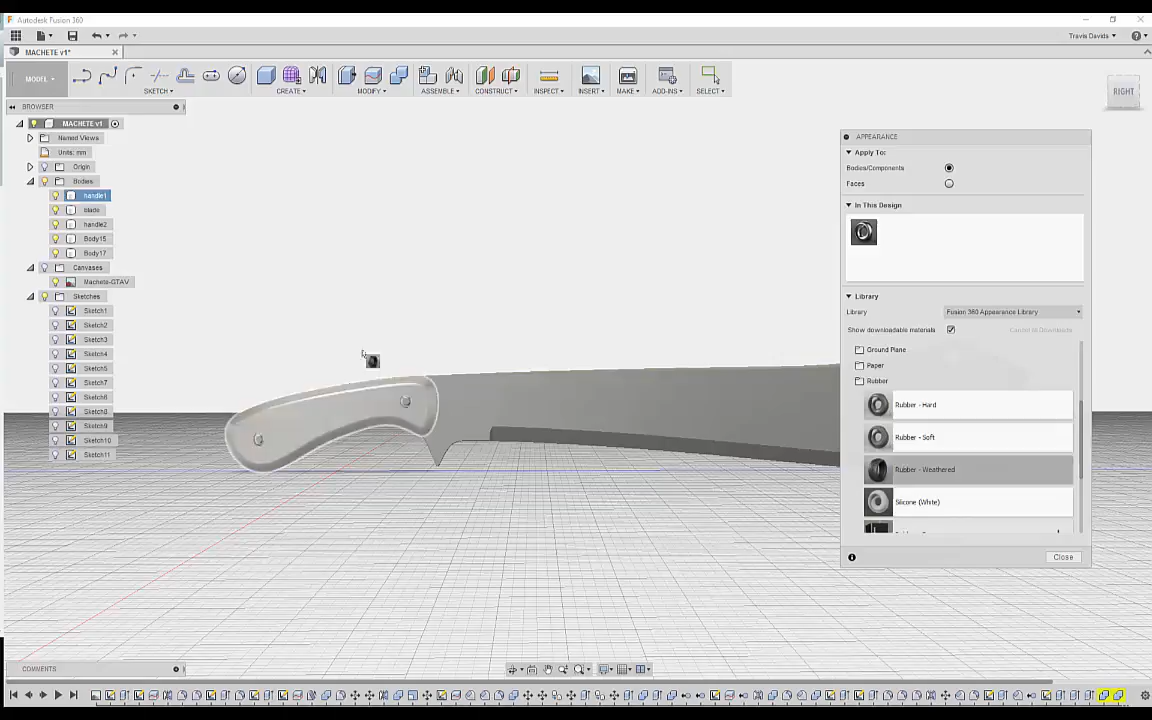 Autodesk Fusion 360
Travis Davids
MACHETE v1*
MODEL
SKETCH
CREATE
MODIFY
ASSEMBLE
CONSTRUCT
INSPECT
INSERT
MAKE
ADD-INS
SELECT
RIGHT
BROWSER
MACHETE v1
Named Views
Units: mm
Origin
Bodies
handle1
blade
handle2
Body15
Body17
Canvases
Machete-GTAV
Sketches
Sketch1
Sketch2
Sketch3
Sketch4
Sketch5
Sketch7
Sketch6
Sketch8
Sketch9
Sketch10
Sketch11
APPEARANCE
Apply To:
Bodies/Components
Faces
In This Design
Library
Library Fusion 360 Appearance Library
Show downloadable materials Cancel All Downloads
Ground Plane
Paper
Rubber
Rubber - Hard
Rubber - Soft
Rubber - Weathered
Silicone (White)
Close
COMMENTS